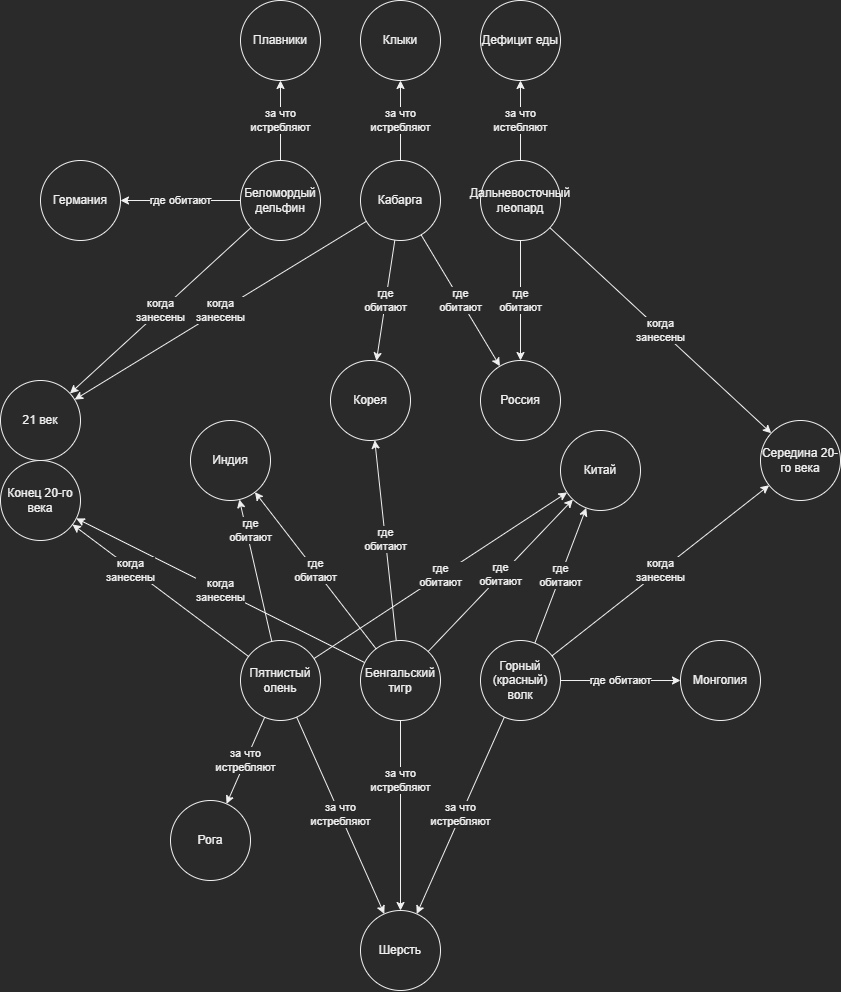 Плавники
Клыки
Дефицит еды
за что
истребляют
за что
истребляют
за что
истебляют
Германия
где обитают
Беломордый
дельфин
Кабарга
Дальневосточный
леопард
когда
занесены
когда
занесены
где
обитают
где
обитают
где
обитают
когда
занесены
21 век
Корея
Россия
Индия
Китай
Середина 20-
го века
Конец 20-го
века
где
обитают
где
обитают
когда
занесены
когда
занесены
где
обитают
где
обитают
где
обитают
где
обитают
когда
занесены
Пятнистый
олень
Бенгальский
тигр
Горный
(красный)
волк
где обитают
Монголия
за что
истребляют
за что
истребляют
за что
истребляют
за что
истребляют
Рога
Шерсть